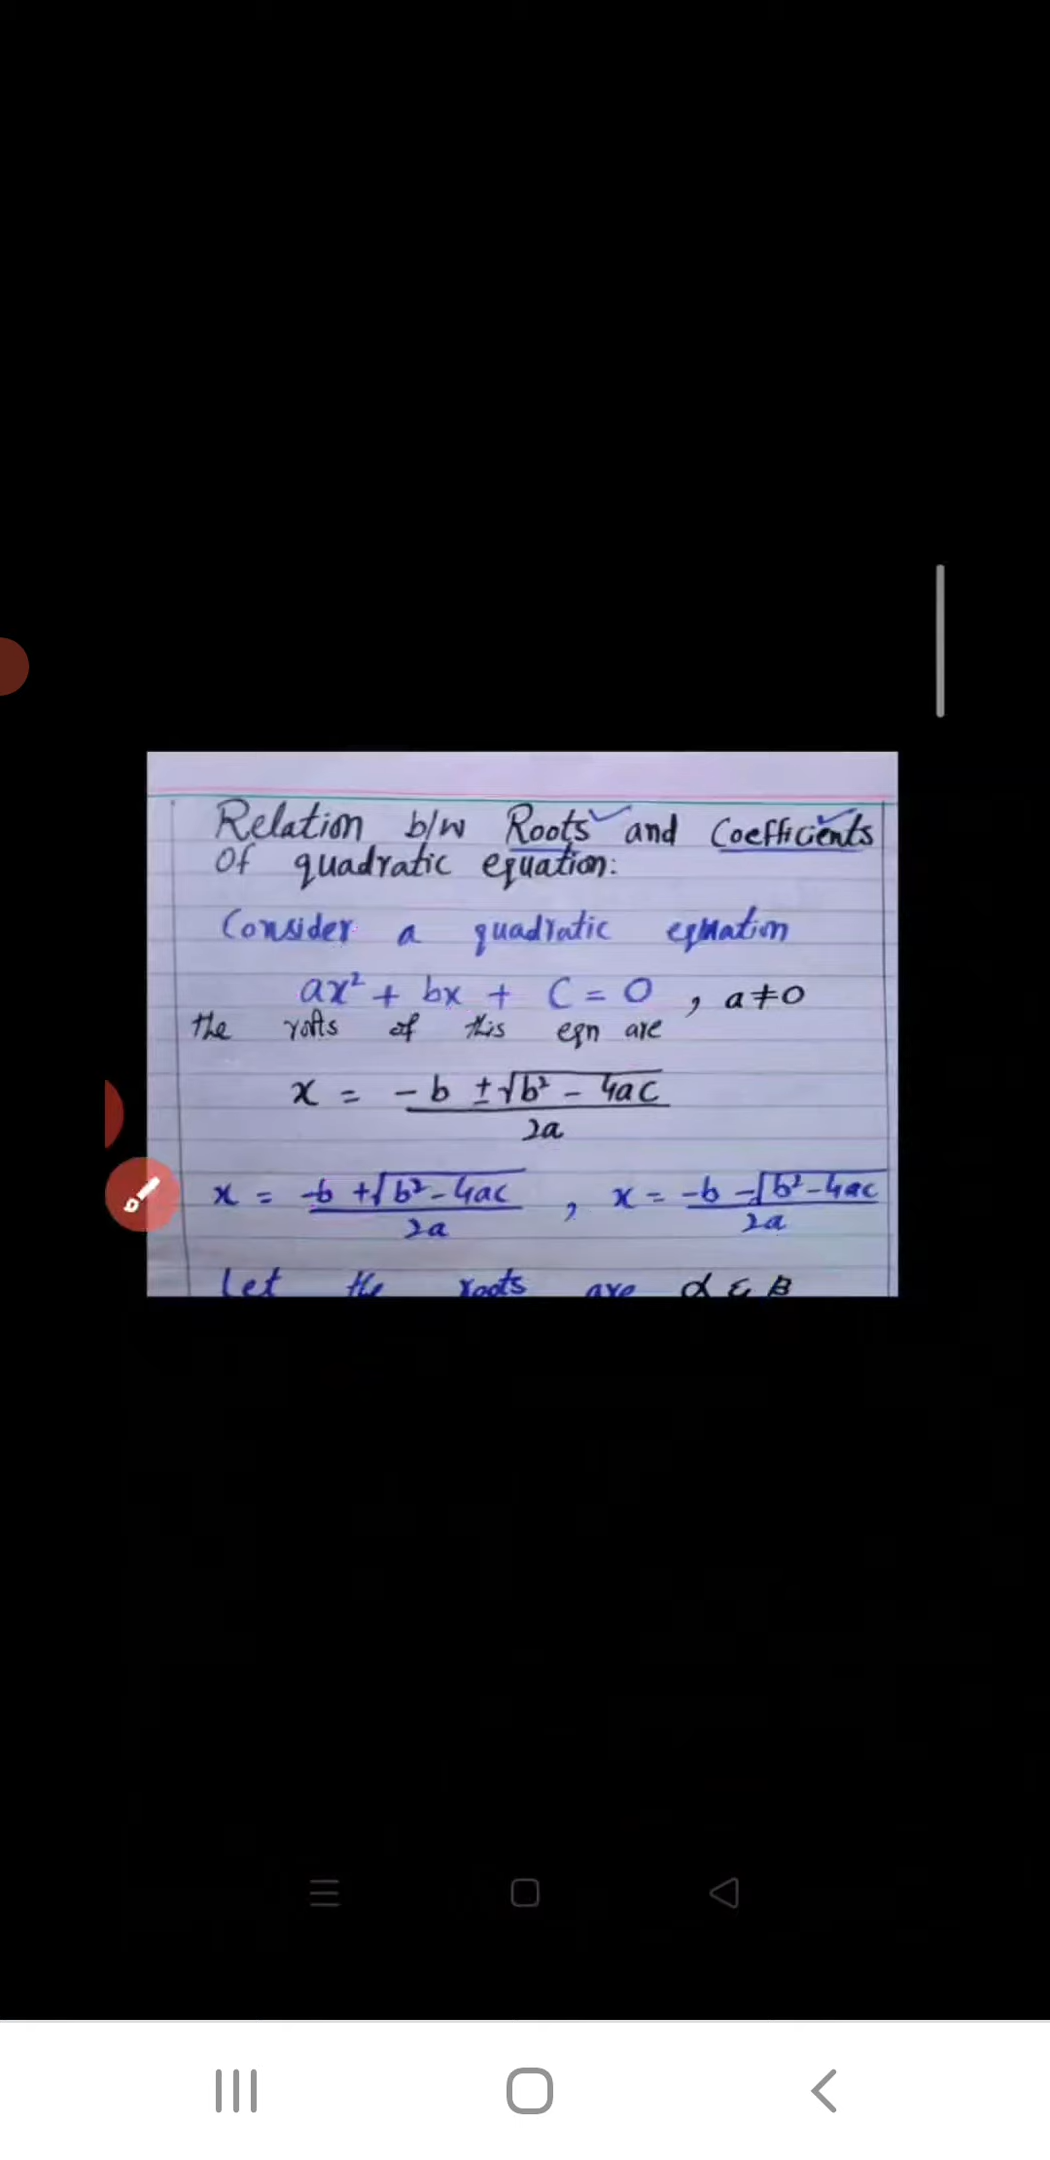 Relation b/w Roots and Coefficients
Of quadratic equation:
Consider a quadratic equation
ax² + bx + C = 0 , a≠0
the roots of this eqn are
x = -b ±√b² - 4ac / 2a
x = -b +√b² - 4ac / 2a , x = -b -√b² - 4ac / 2a
Let the roots are α & β